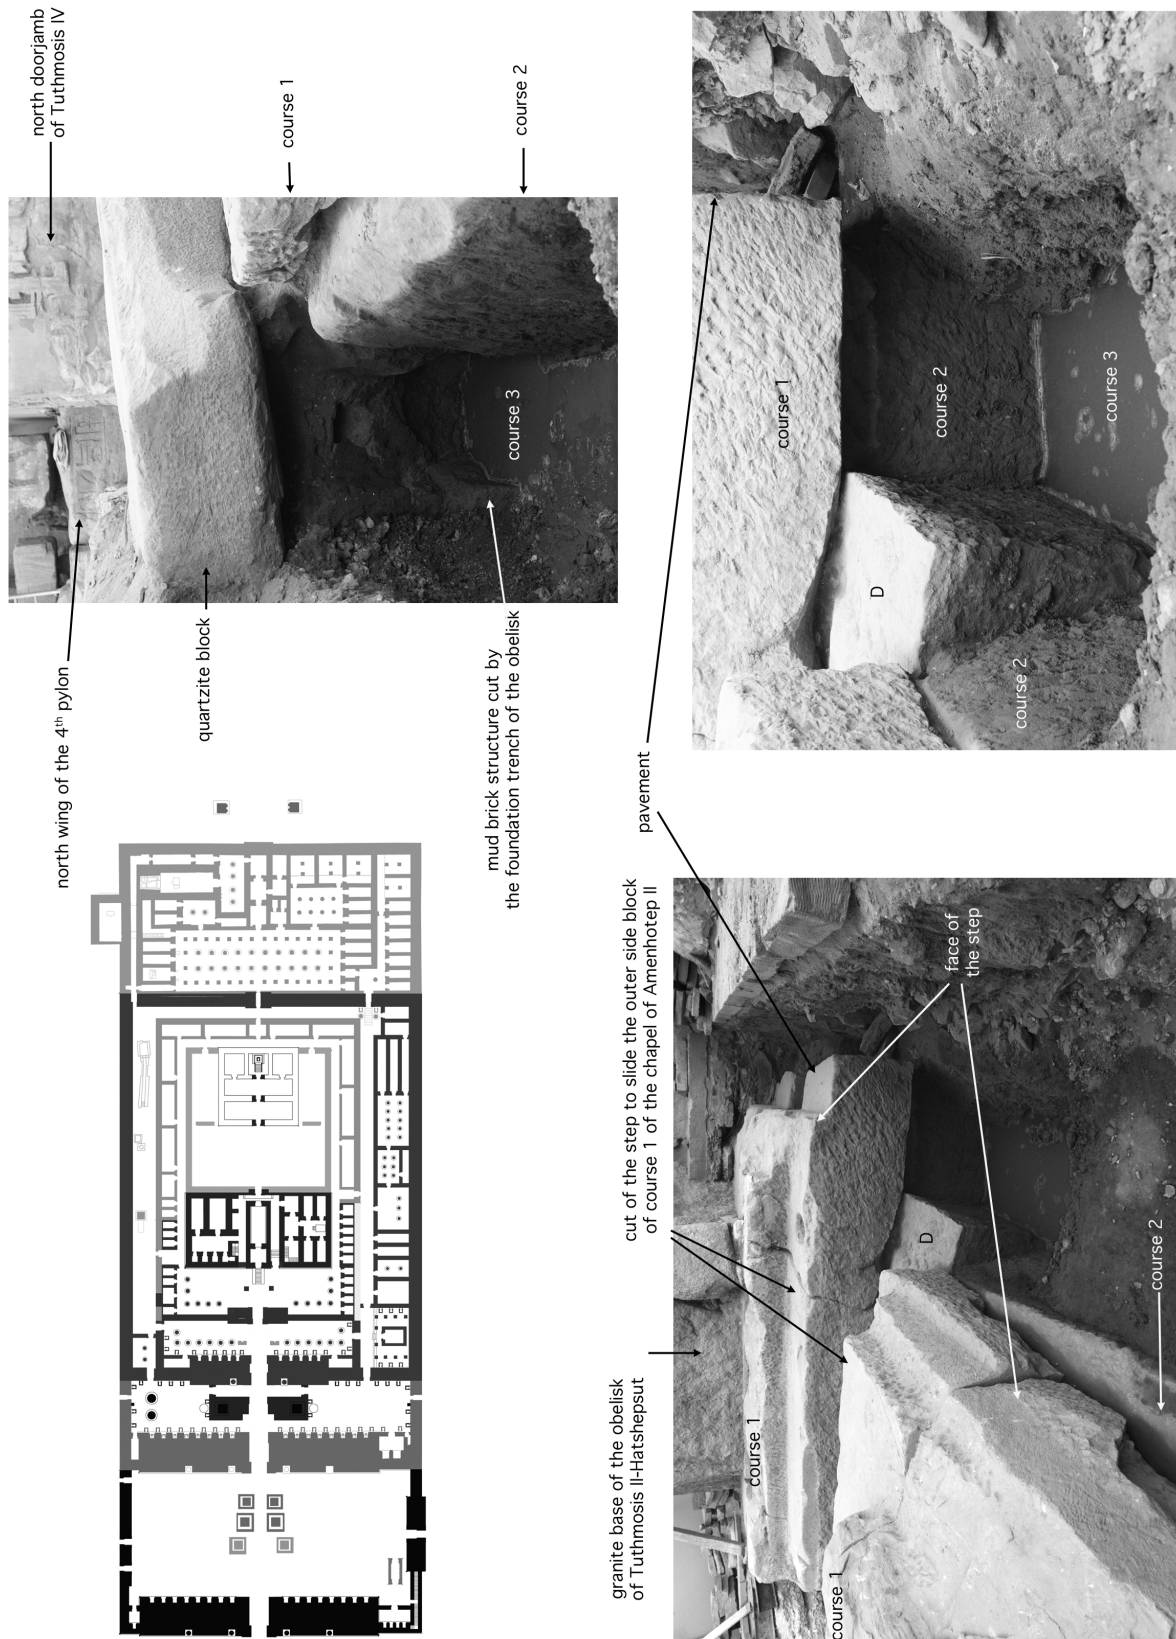 north doorjamb
of Tuthmosis IV
course 1
course 2
north wing of the 4th pylon
quartzite block
course 3
mud brick structure cut by
the foundation trench of the obelisk
pavement
course 1
course 2
course 3
D
course 2
cut of the step to slide the outer side block
of course 1 of the chapel of Amenhotep II
face of
the step
granite base of the obelisk
of Tuthmosis II-Hatshepsut
course 1
D
course 2
course 1